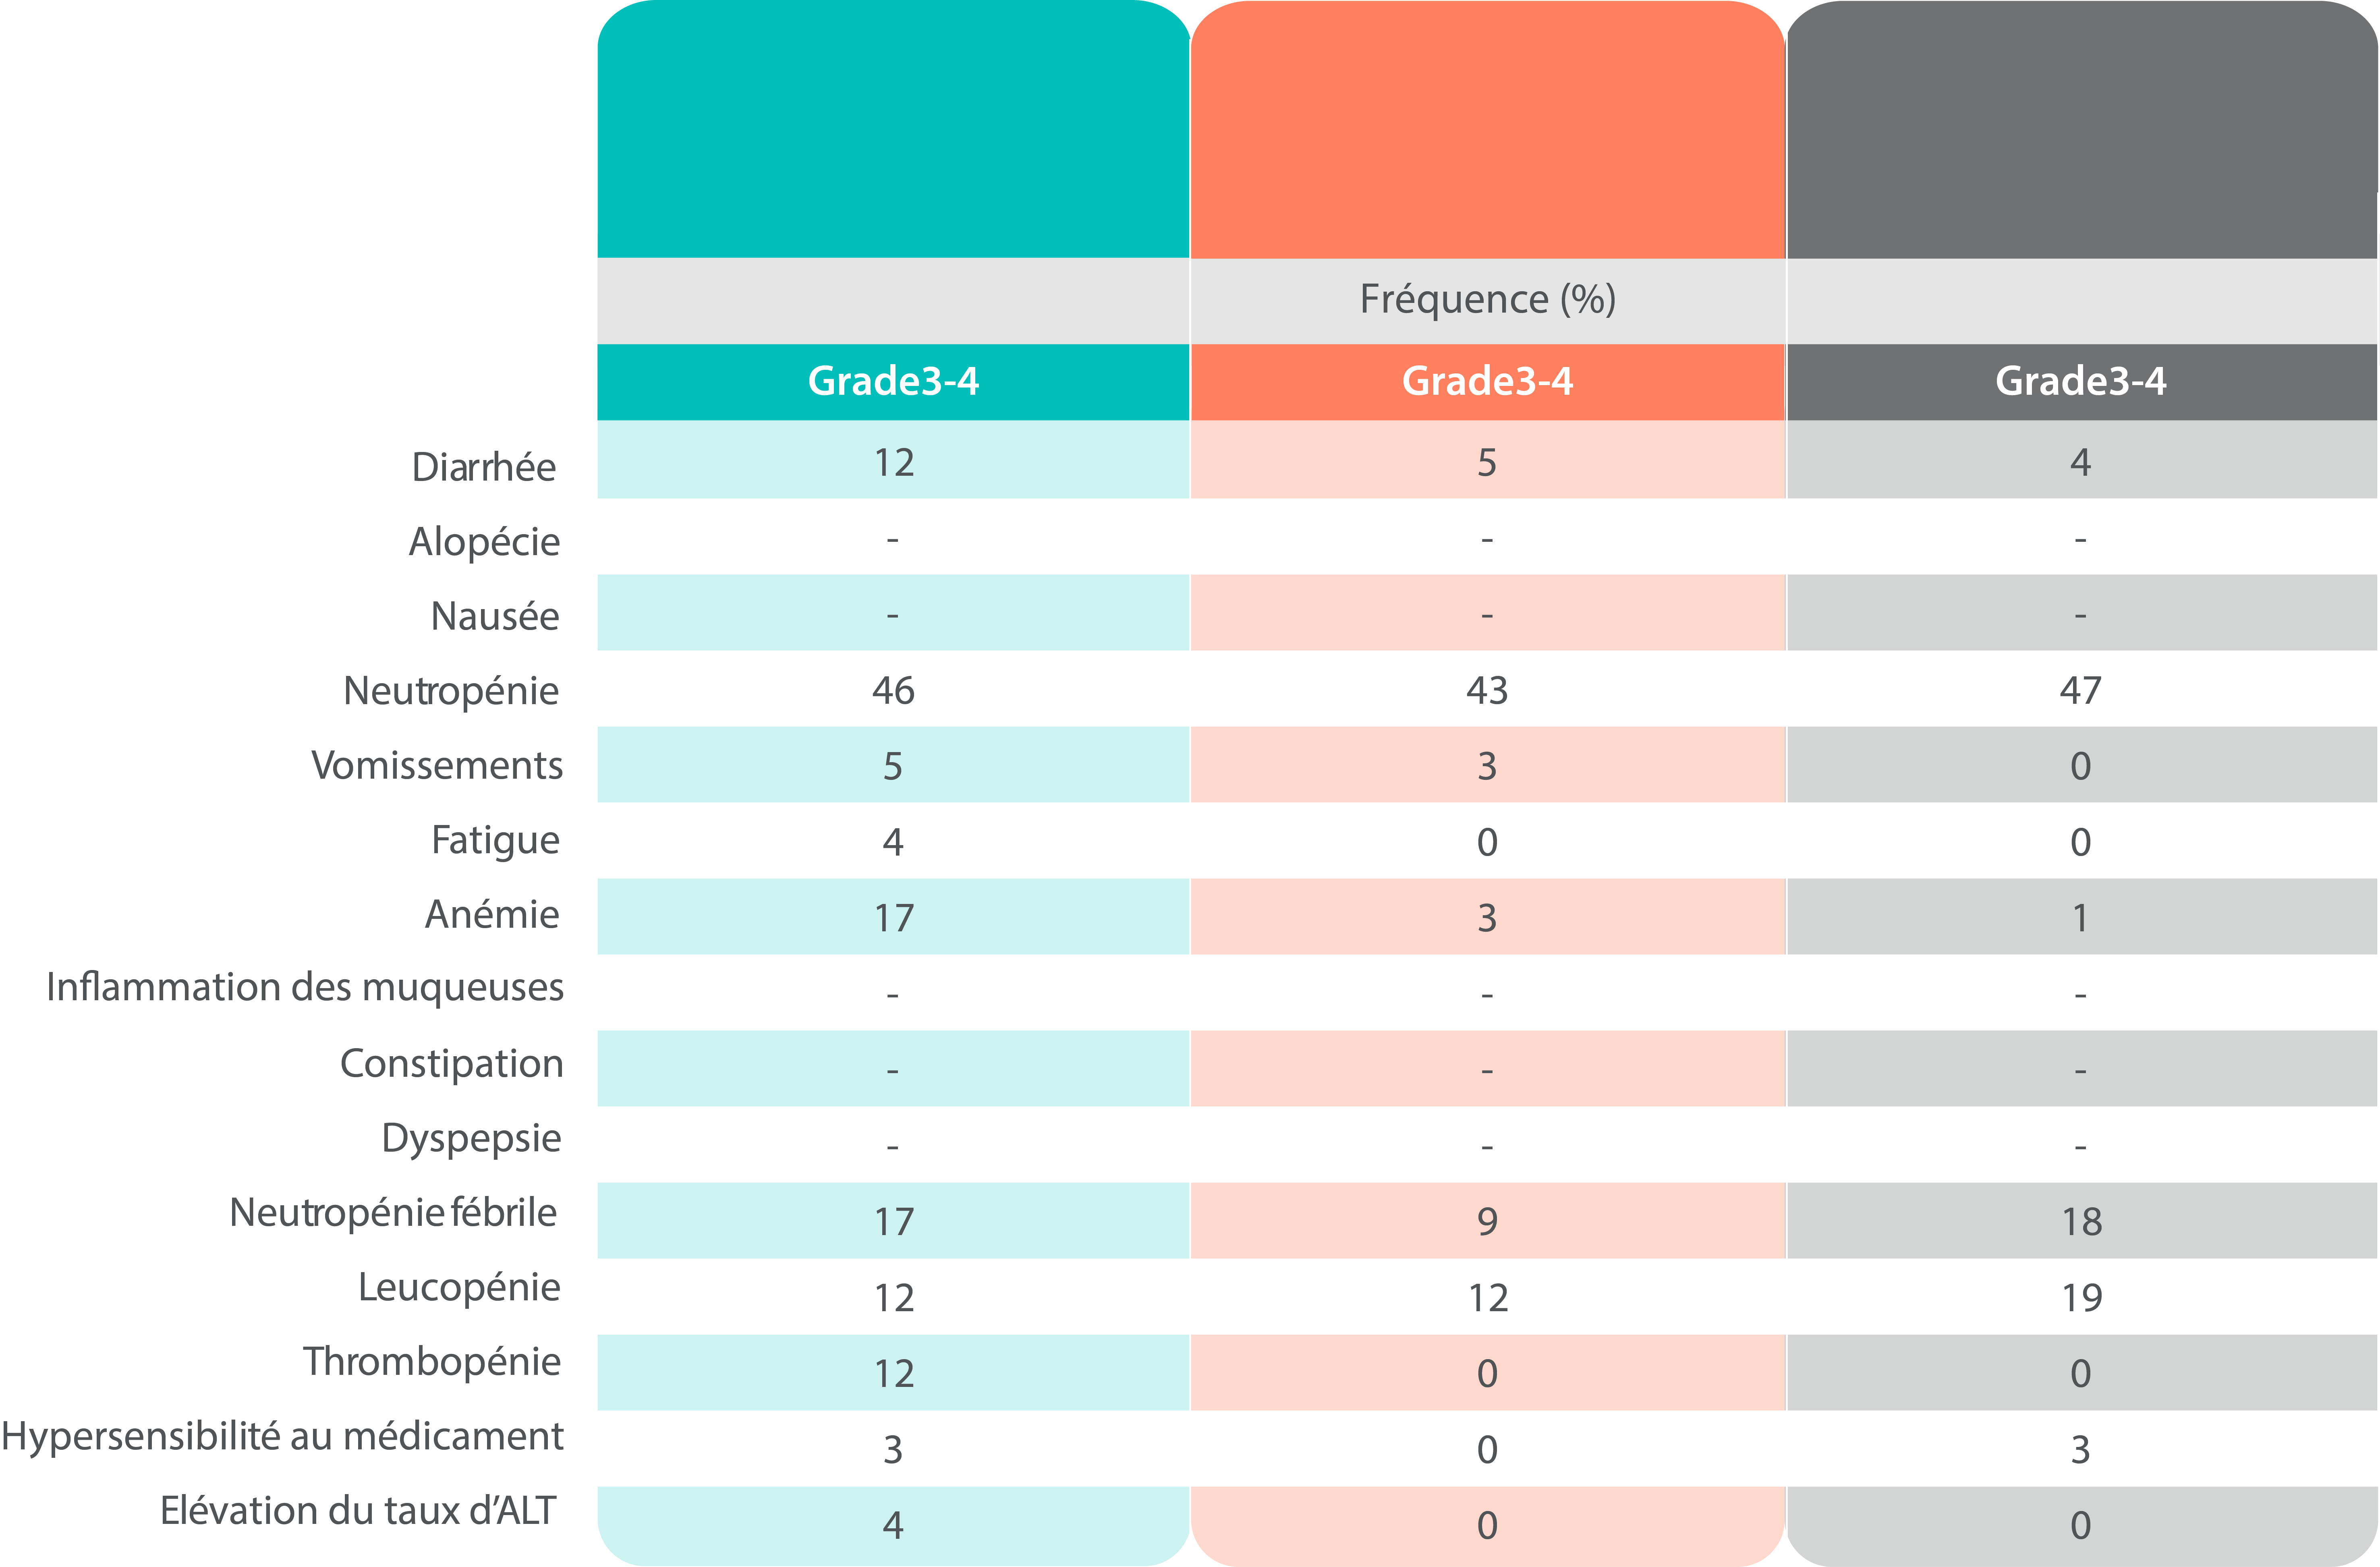 Fréquence (%)
Grade3-4 Grade3-4 Grade3-4
Diarrhée 12 5 4
Alopécie - - -
Nausée - - -
Neutropénie 46 43 47
Vomissements 5 3 0
Fatigue 4 0 0
Anémie 17 3 1
Inflammation des muqueuses - - -
Constipation - - -
Dyspepsie - - -
Neutropénie fébrile 17 9 18
Leucopénie 12 12 19
Thrombopénie 12 0 0
Hypersensibilité au médicament 3 0 3
Elévation du taux d’ALT 4 0 0